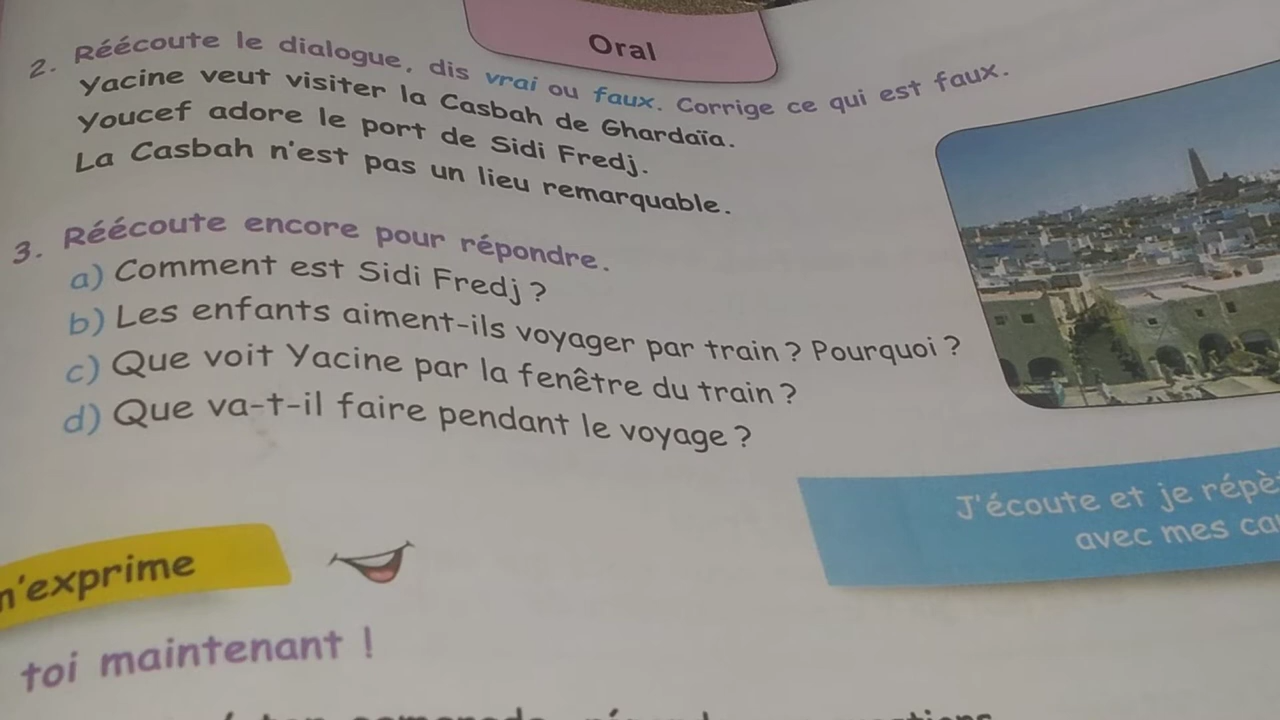 Oral
2. Réécoute le dialogue, dis vrai ou faux. Corrige ce qui est faux.
Yacine veut visiter la Casbah de Ghardaïa.
Youcef adore le port de Sidi Fredj.
La Casbah n'est pas un lieu remarquable.
3. Réécoute encore pour répondre.
a) Comment est Sidi Fredj ?
b) Les enfants aiment-ils voyager par train ? Pourquoi ?
c) Que voit Yacine par la fenêtre du train ?
d) Que va-t-il faire pendant le voyage ?
J'écoute et je répè
avec mes ca
m'exprime
toi maintenant !